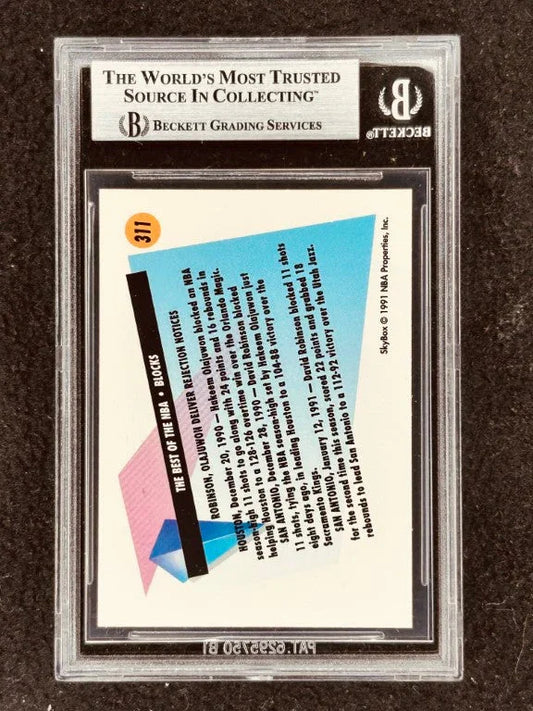 THE WORLD'S MOST TRUSTED
SOURCE IN COLLECTING™
B BECKETT GRADING SERVICES
B
BECKETT®
311
THE BEST OF THE NBA • BLOCKS
ROBINSON, OLAJUWON DELIVER REJECTION NOTICES
HOUSTON, December 20, 1990 — Hakeem Olajuwon blocked an NBA
season-high 11 shots to go along with 24 points and 16 rebounds in
helping Houston to a 128-126 overtime win over the Orlando Magic.
SAN ANTONIO, December 28, 1990 — David Robinson blocked
11 shots, tying the NBA season-high set by Hakeem Olajuwon just
eight days ago, in leading Houston to a 104-88 victory over the
Sacramento Kings.
SAN ANTONIO, January 12, 1991 — David Robinson blocked 11 shots
for the second time this season, scored 22 points and grabbed 18
rebounds to lead San Antonio to a 112-92 victory over the Utah Jazz.
SkyBox © 1991 NBA Properties, Inc.
PAT. 6295750 B1